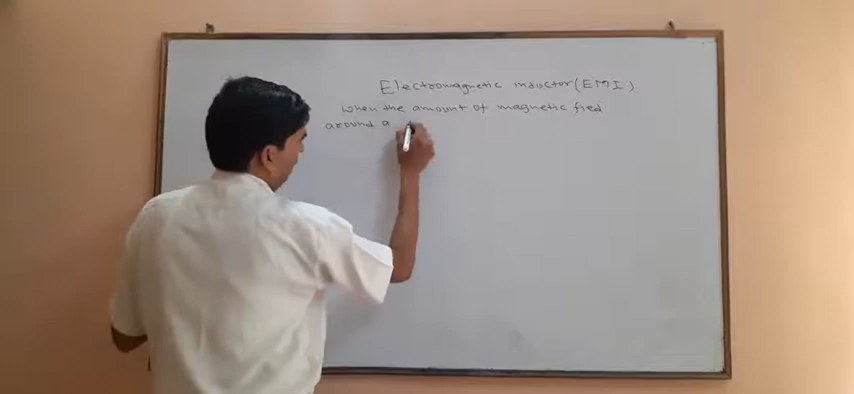 Electromagnetic inductor (EMI)
when the amount of magnetic fied
around a